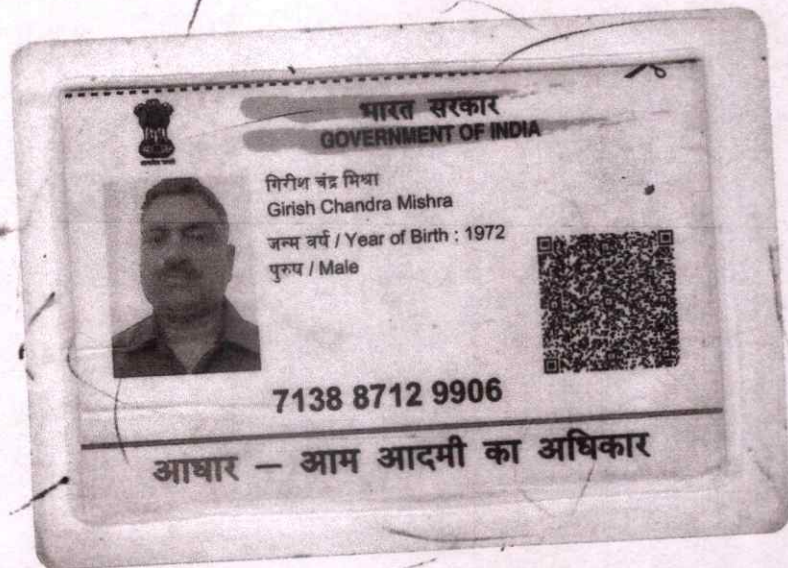 भारत सरकार
GOVERNMENT OF INDIA
गिरीश चंद्र मिश्रा
Girish Chandra Mishra
जन्म वर्ष / Year of Birth : 1972
पुरुष / Male
7138 8712 9906
आधार – आम आदमी का अधिकार